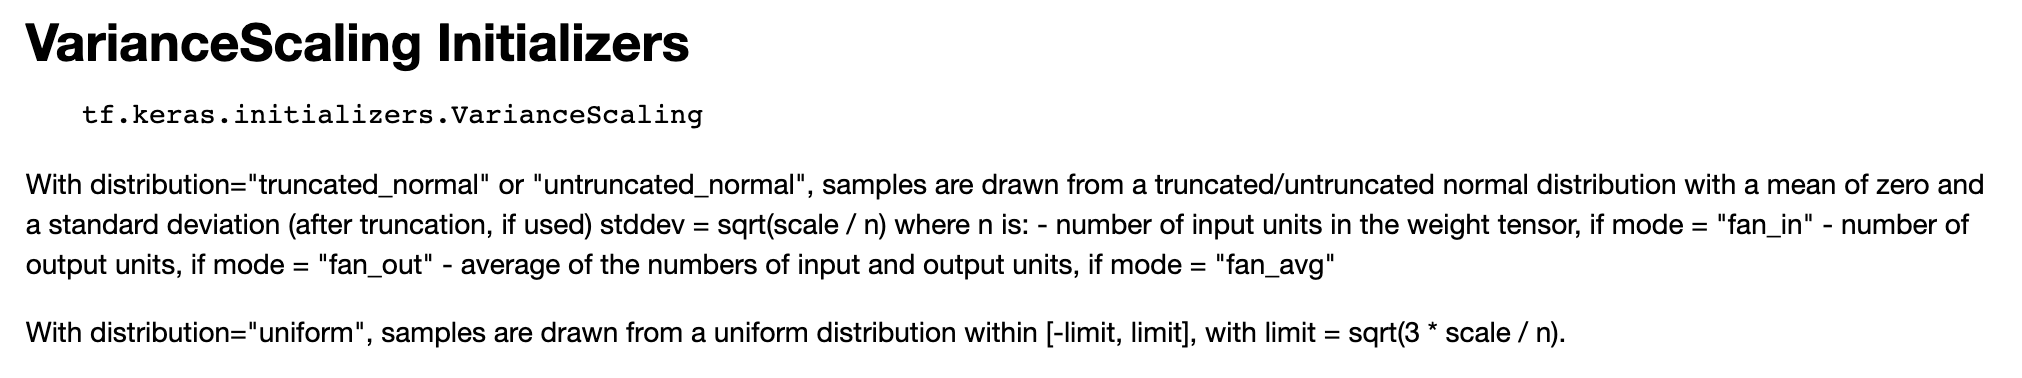 VarianceScaling Initializers
tf.keras.initializers.VarianceScaling
With distribution="truncated_normal" or "untruncated_normal", samples are drawn from a truncated/untruncated normal distribution with a mean of zero and
a standard deviation (after truncation, if used) stddev = sqrt(scale / n) where n is: - number of input units in the weight tensor, if mode = "fan_in" - number of
output units, if mode = "fan_out" - average of the numbers of input and output units, if mode = "fan_avg"
With distribution="uniform", samples are drawn from a uniform distribution within [-limit, limit], with limit = sqrt(3 * scale / n).